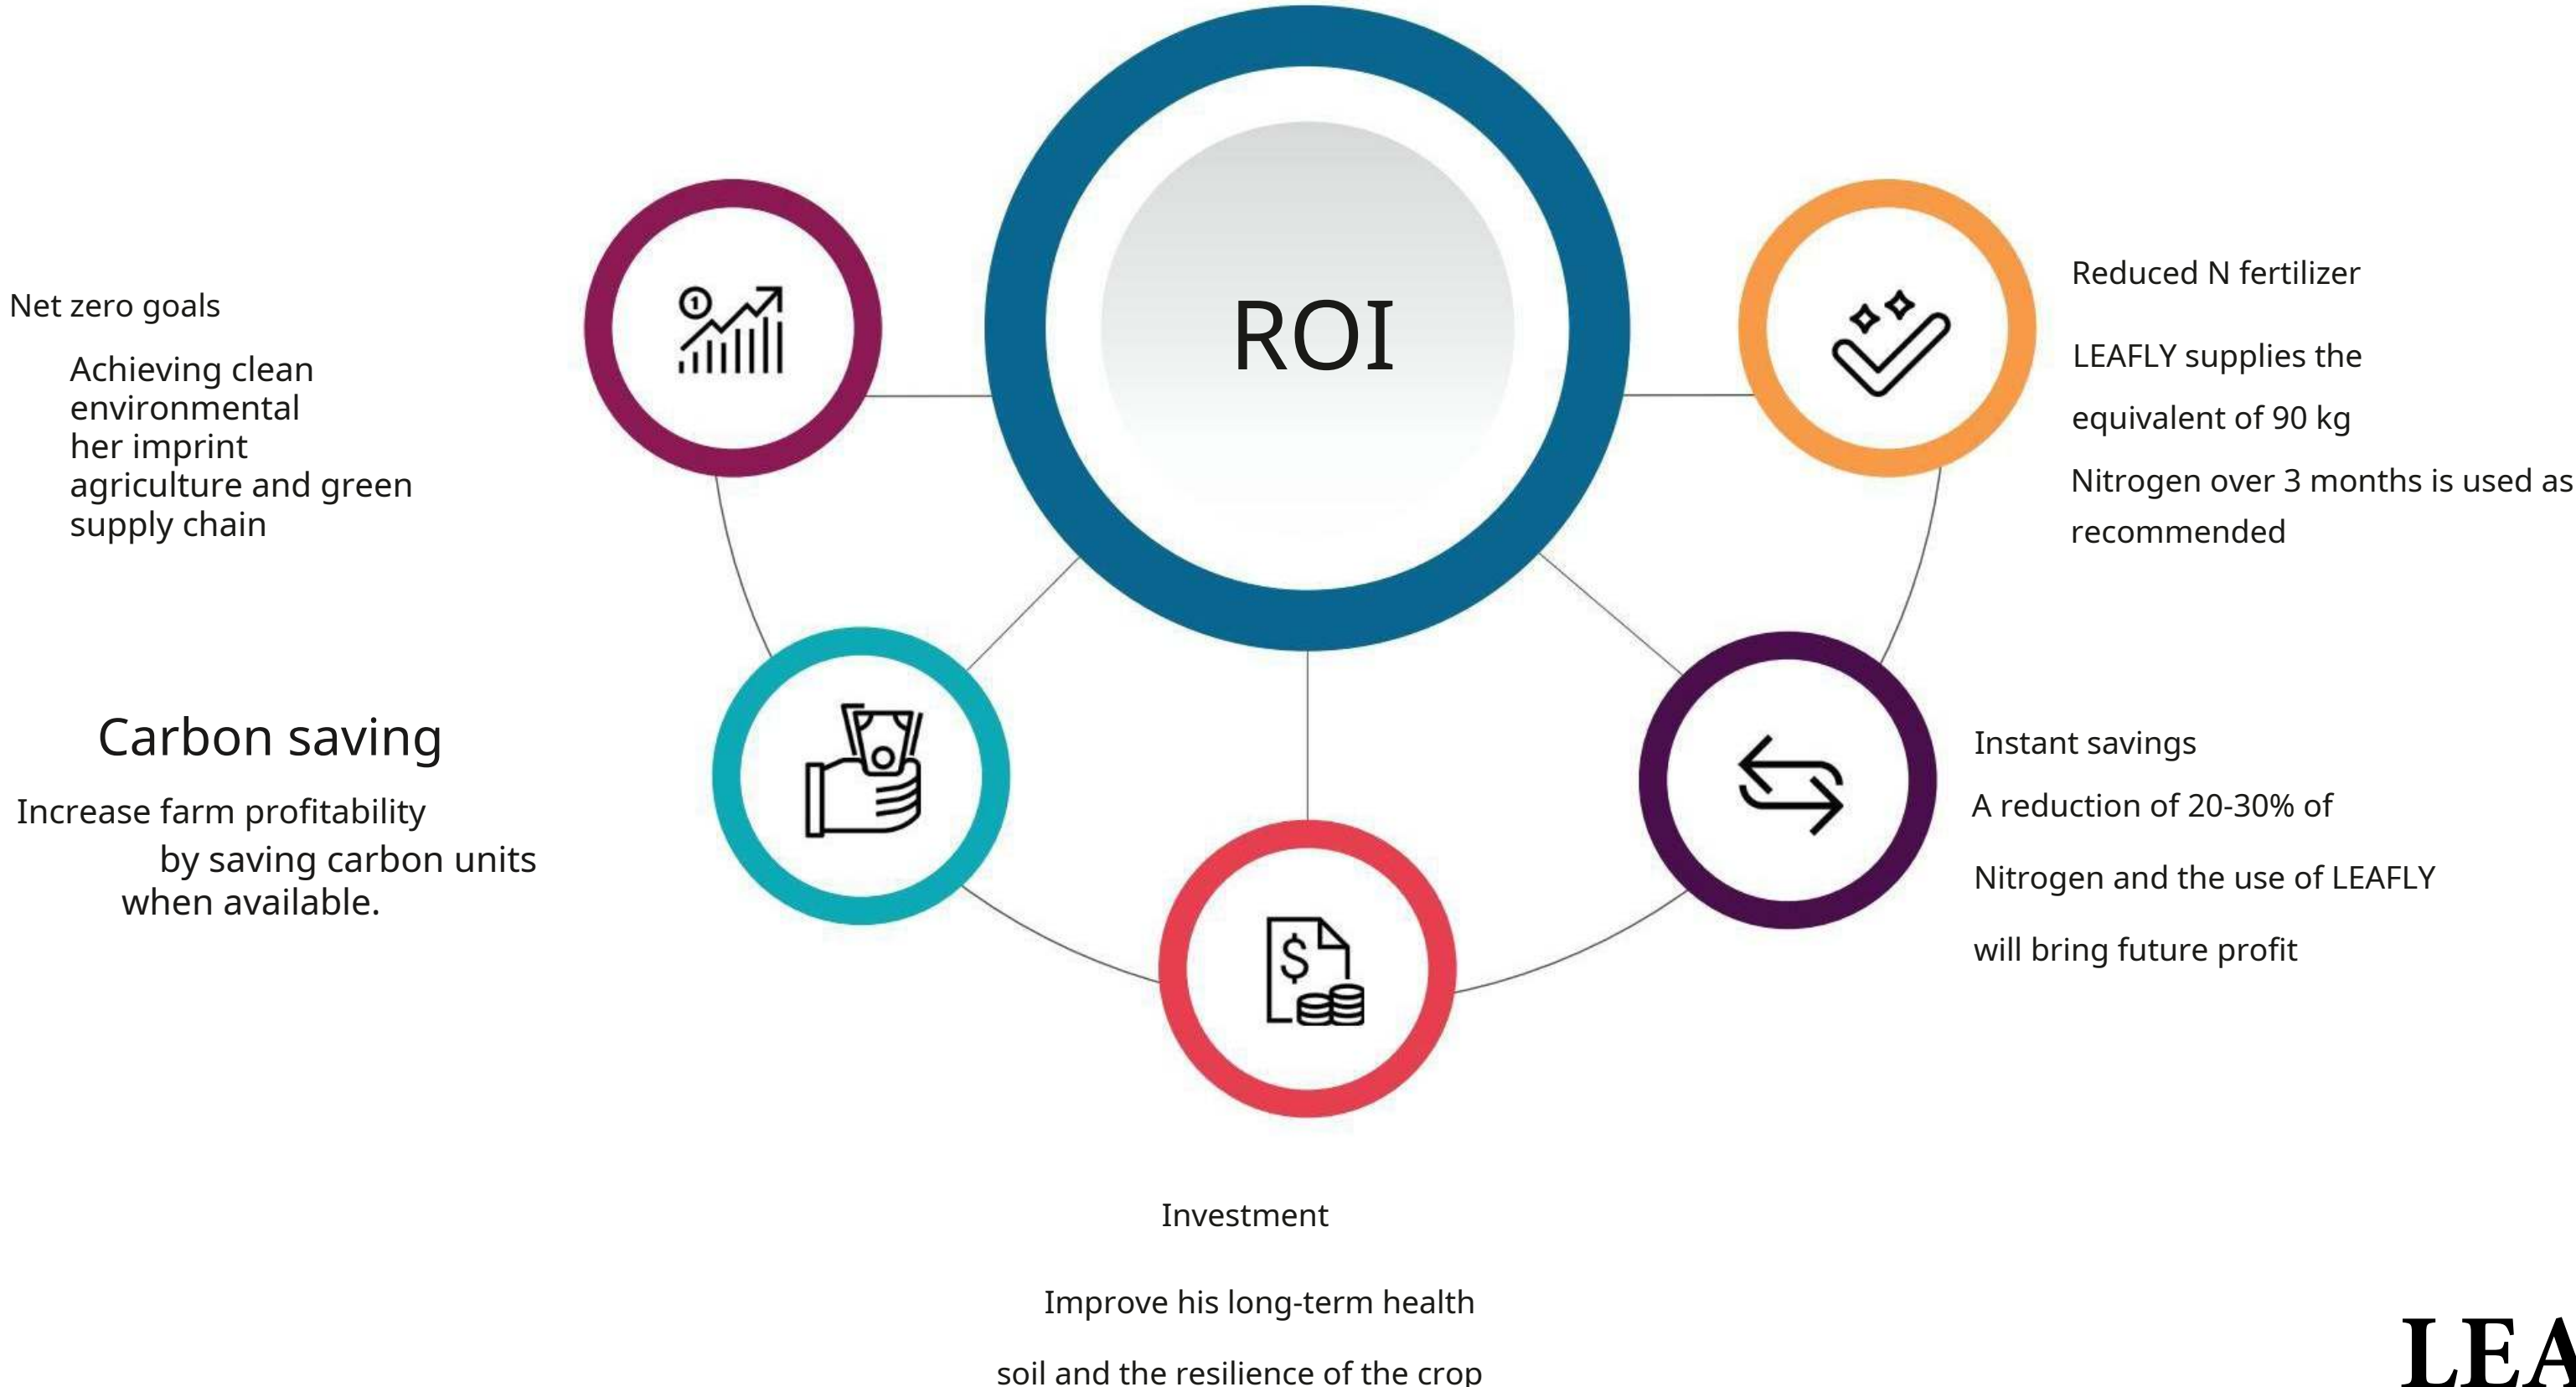 ROI
Net zero goals
Achieving clean
environmental
her imprint
agriculture and green
supply chain
Reduced N fertilizer
LEAFLY supplies the
equivalent of 90 kg
Nitrogen over 3 months is used as
recommended
Carbon saving
Increase farm profitability
by saving carbon units
when available.
Instant savings
A reduction of 20-30% of
Nitrogen and the use of LEAFLY
will bring future profit
Investment
Improve his long-term health
soil and the resilience of the crop
LEA